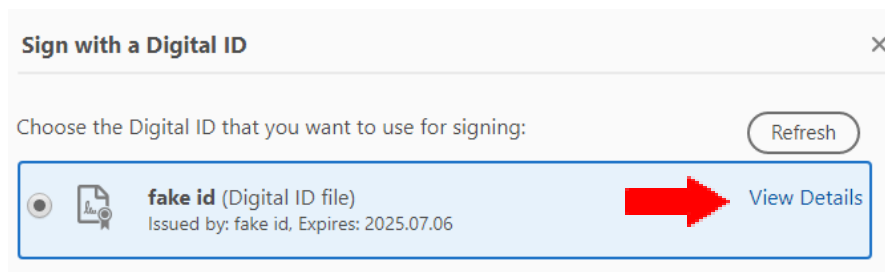 Sign with a Digital ID
Choose the Digital ID that you want to use for signing:
Refresh
fake id (Digital ID file)
View Details
Issued by: fake id, Expires: 2025.07.06